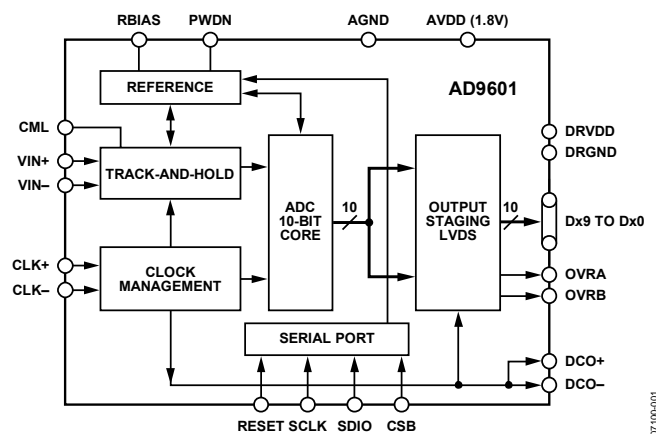 RBIAS PWDN AGND AVDD (1.8V)
REFERENCE
AD9601
CML
VIN+
VIN–
TRACK-AND-HOLD
ADC
10-BIT
CORE
10
OUTPUT
STAGING
LVDS
10
DRVDD
DRGND
Dx9 TO Dx0
CLK+
CLK–
CLOCK
MANAGEMENT
OVRA
OVRB
SERIAL PORT
DCO+
DCO–
RESET SCLK SDIO CSB
07100-001